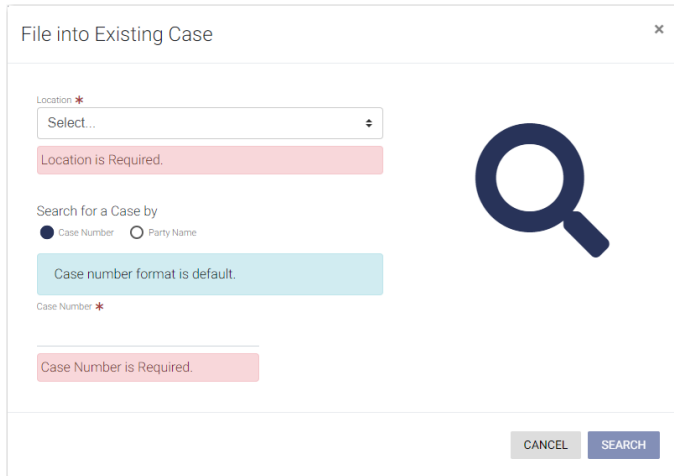 File into Existing Case
×
Location *
Select...
Location is Required.
Search for a Case by
Case Number Party Name
Case number format is default.
Case Number *
Case Number is Required.
CANCEL SEARCH